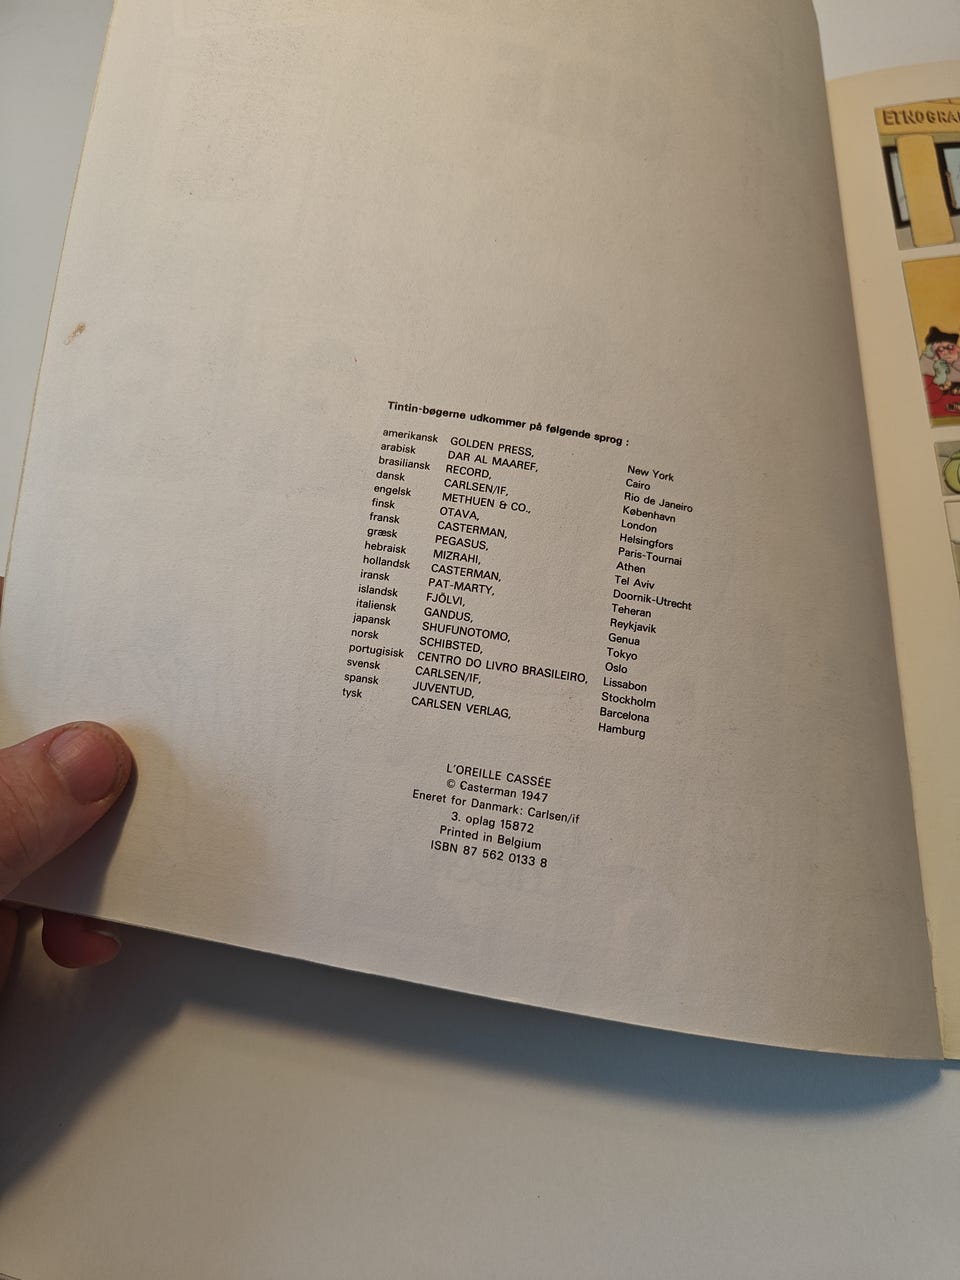 Tintin-bøgerne udkommer på følgende sprog :
amerikansk GOLDEN PRESS, New York
arabisk DAR AL MAAREF, Cairo
brasiliansk RECORD, Rio de Janeiro
dansk CARLSEN/IF, København
engelsk METHUEN & CO., London
finsk OTAVA, Helsingfors
fransk CASTERMAN, Paris-Tournai
græsk PEGASUS, Athen
hebraisk MIZRAHI, Tel Aviv
hollandsk CASTERMAN, Doornik-Utrecht
iransk PAT-MARTY, Teheran
islandsk FJÖLVI, Reykjavik
italiensk GANDUS, Genua
japansk SHUFUNOTOMO, Tokyo
norsk SCHIBSTED, Oslo
portugisisk CENTRO DO LIVRO BRASILEIRO, Lissabon
svensk CARLSEN/IF, Stockholm
spansk JUVENTUD, Barcelona
tysk CARLSEN VERLAG, Hamburg
L'OREILLE CASSÉE
© Casterman 1947
Eneret for Danmark: Carlsen/if
3. oplag 15872
Printed in Belgium
ISBN 87 562 0133 8